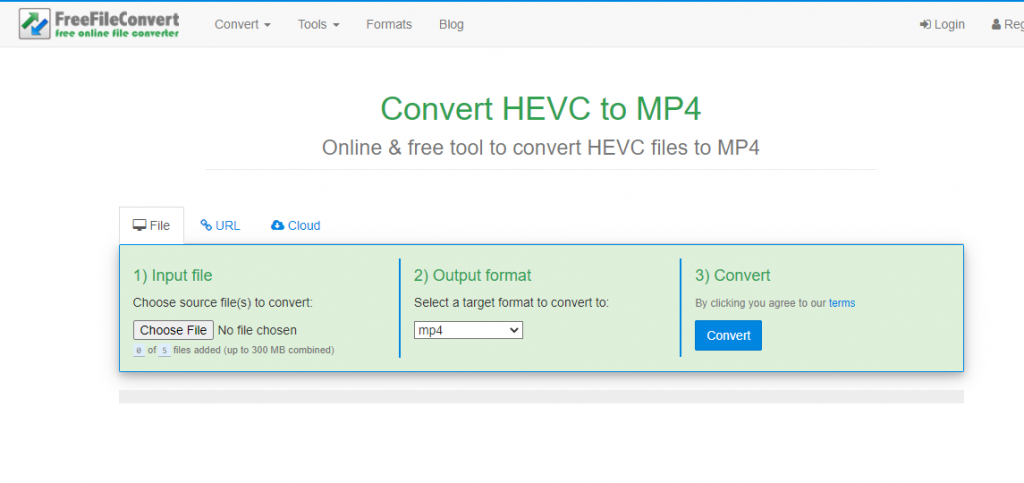 FreeFileConvert
free online file converter
Convert Tools Formats Blog Login Reg
Convert HEVC to MP4
Online & free tool to convert HEVC files to MP4
File URL Cloud
1) Input file
Choose source file(s) to convert:
Choose File No file chosen
0 of 5 files added (up to 300 MB combined)
2) Output format
Select a target format to convert to:
mp4
3) Convert
By clicking you agree to our terms
Convert